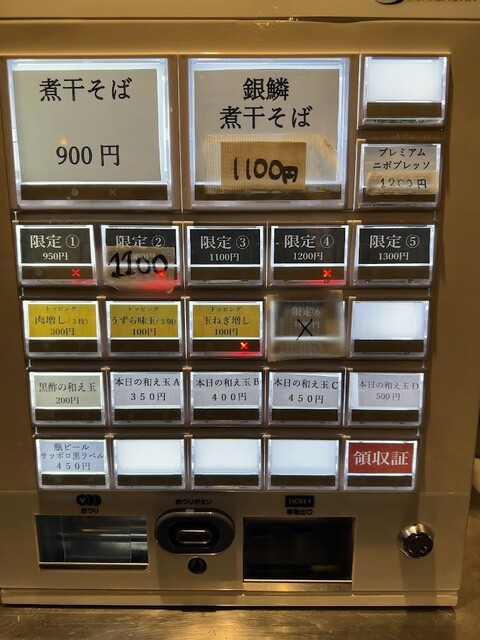 煮干そば
900円
銀鱗
煮干そば
1100円
プレミアム
ニボプレッソ
1200円
限定①
950円
限定②
1100
限定③
1100円
限定④
1200円
限定⑤
1300円
トッピング
肉増し(3枚)
300円
トッピング
うずら味玉(3個)
100円
トッピング
玉ねぎ増し
100円
限定
黒酢の和え玉
200円
本日の和え玉A
350円
本日の和え玉B
400円
本日の和え玉C
450円
本日の和え玉D
500円
瓶ビール
サッポロ黒ラベル
450円
領収証
おつり
おつりボタン
TICKET
食券出口